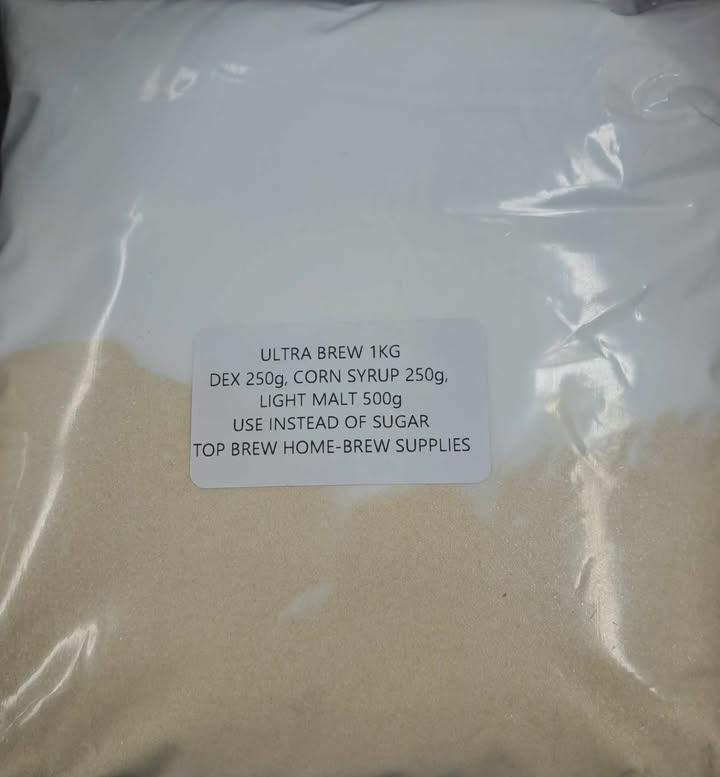 ULTRA BREW 1KG
DEX 250g, CORN SYRUP 250g,
LIGHT MALT 500g
USE INSTEAD OF SUGAR
TOP BREW HOME-BREW SUPPLIES